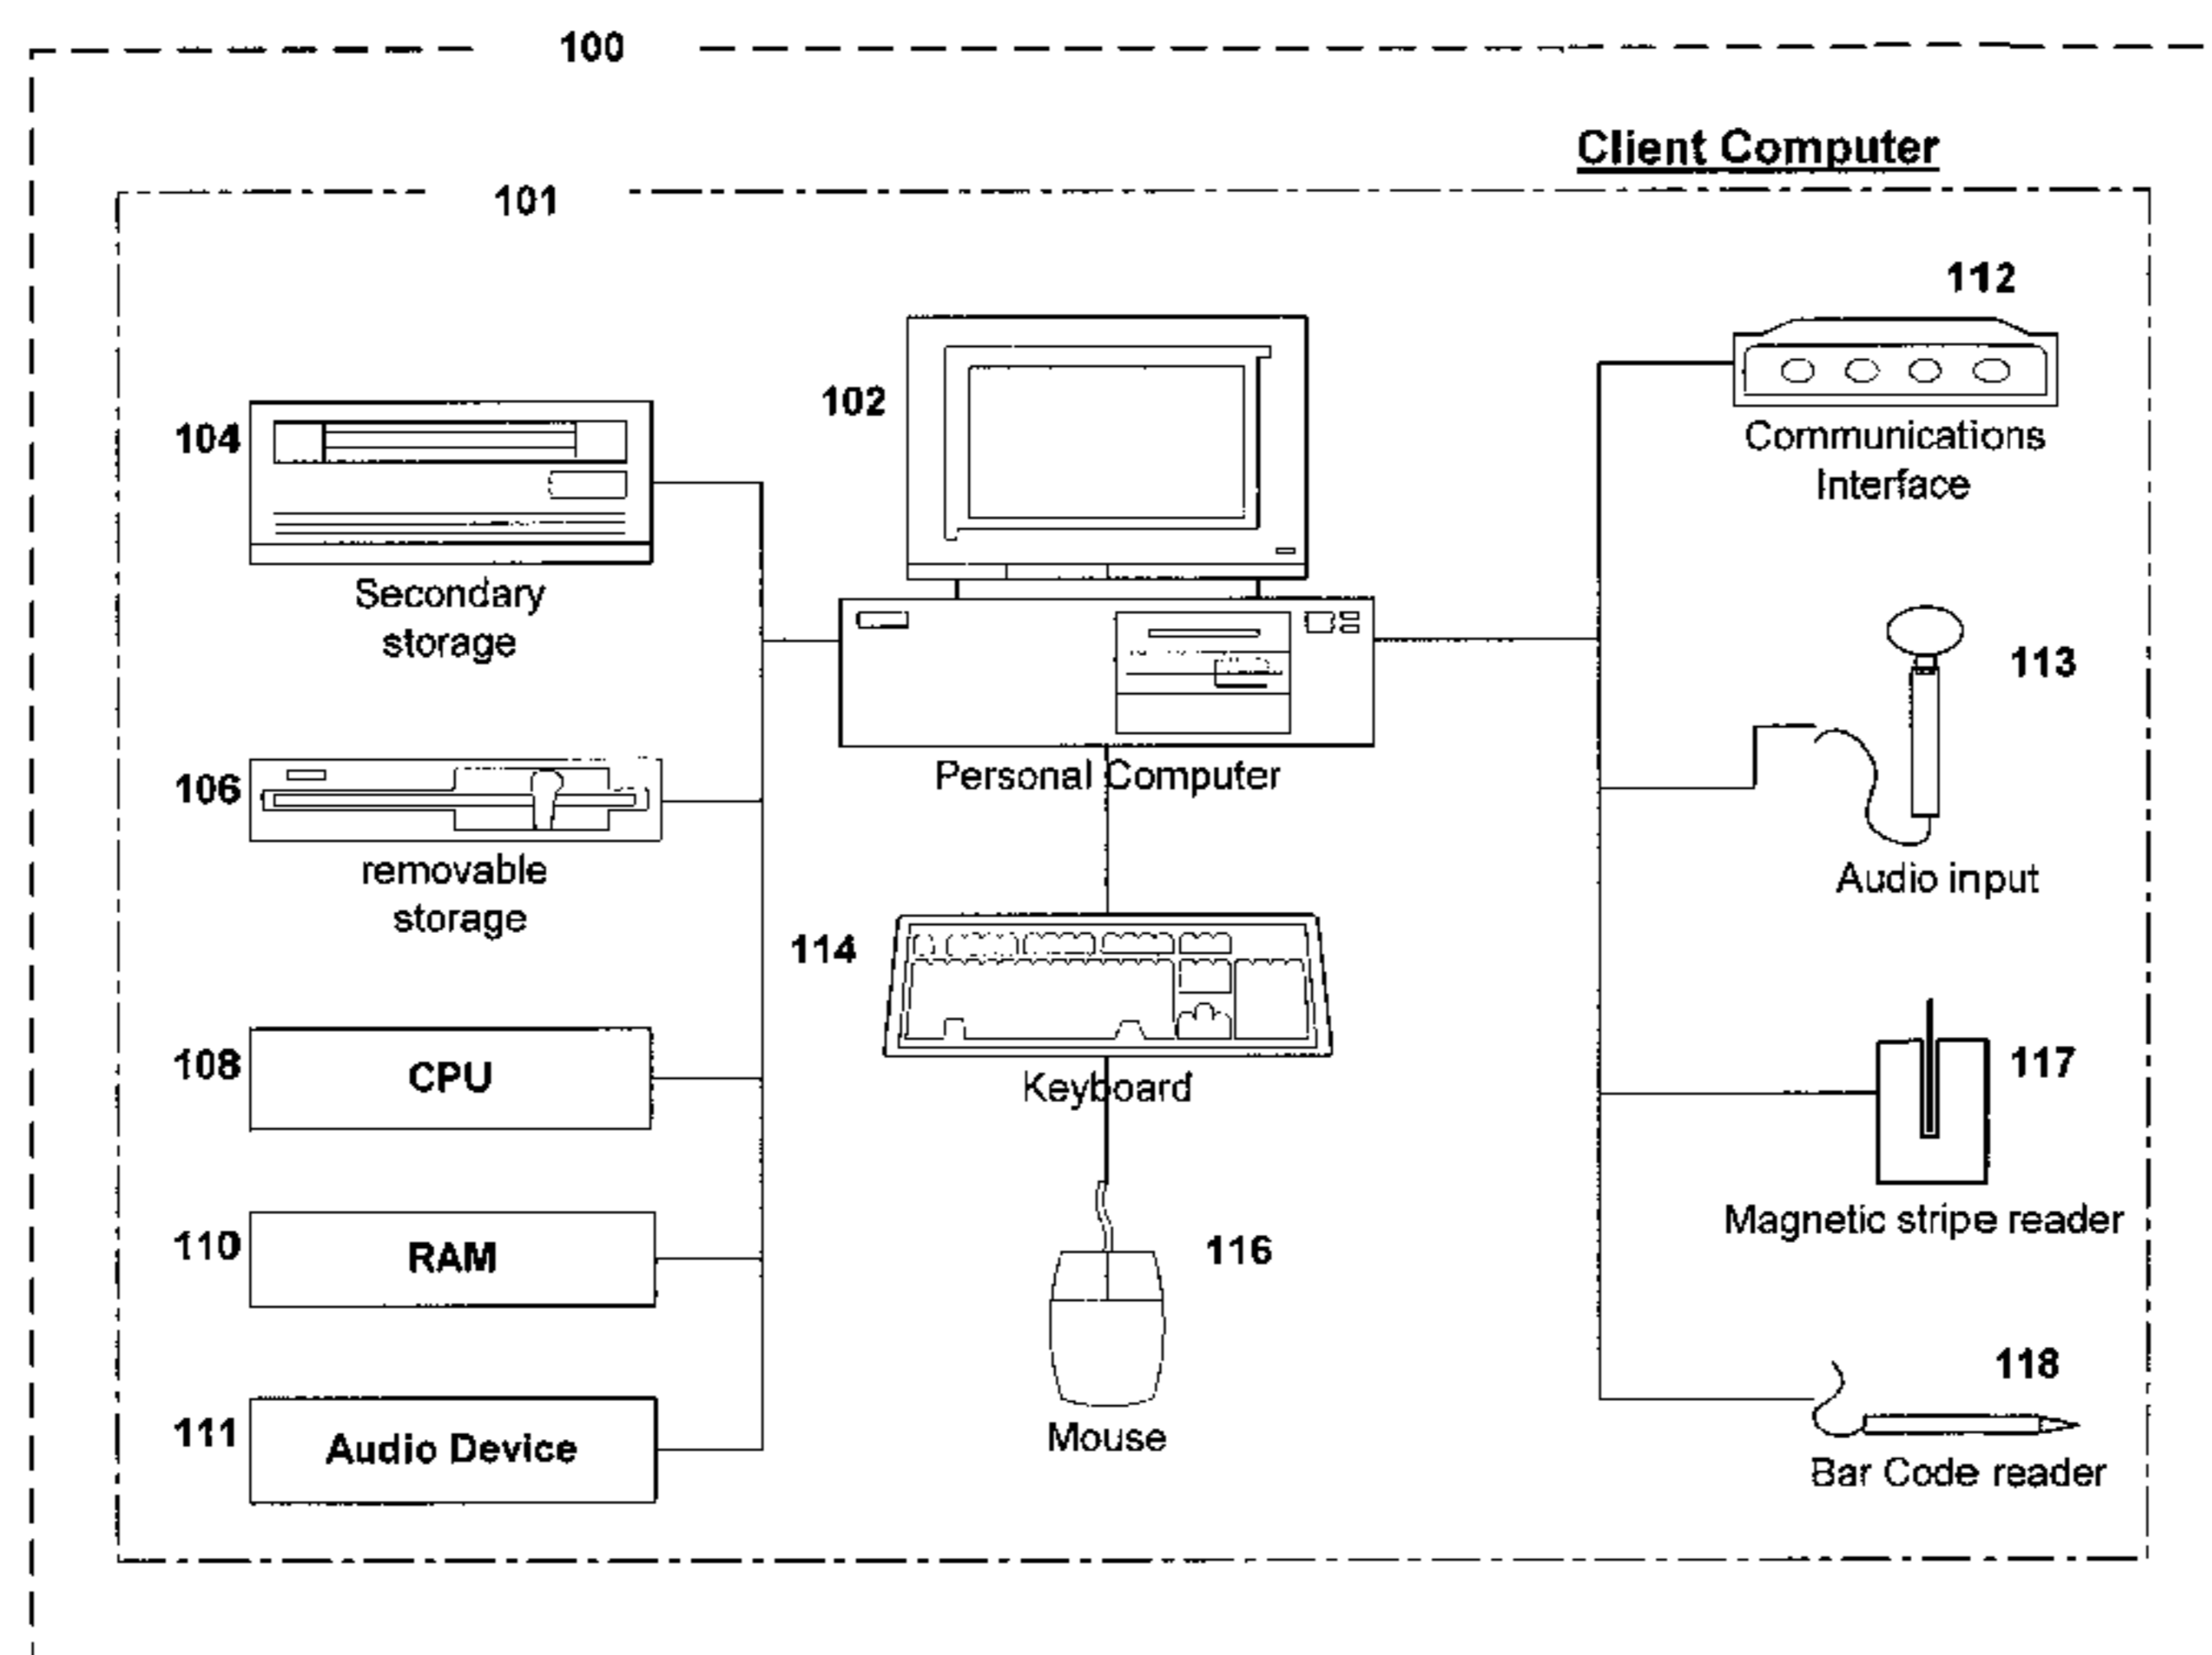 100
Client Computer
101
112
102
104
Communications
Interface
Secondary
storage
113
Personal Computer
106
removable
storage
Audio input
114
108
CPU
Keyboard
117
Magnetic stripe reader
110
RAM
116
118
111
Audio Device
Mouse
Bar Code reader